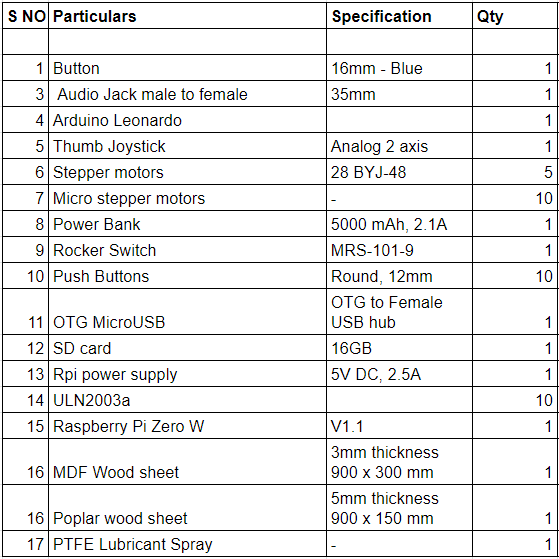 S NO Particulars Specification Qty
1 Button 16mm - Blue 1
3 Audio Jack male to female 35mm 1
4 Arduino Leonardo 1
5 Thumb Joystick Analog 2 axis 1
6 Stepper motors 28 BYJ-48 5
7 Micro stepper motors - 10
8 Power Bank 5000 mAh, 2.1A 1
9 Rocker Switch MRS-101-9 1
10 Push Buttons Round, 12mm 10
OTG to Female
11 OTG MicroUSB USB hub 1
12 SD card 16GB 1
13 Rpi power supply 5V DC, 2.5A 1
14 ULN2003a 10
15 Raspberry Pi Zero W V1.1 1
3mm thickness
16 MDF Wood sheet 900 x 300 mm 1
5mm thickness
16 Poplar wood sheet 900 x 150 mm 1
17 PTFE Lubricant Spray - 1